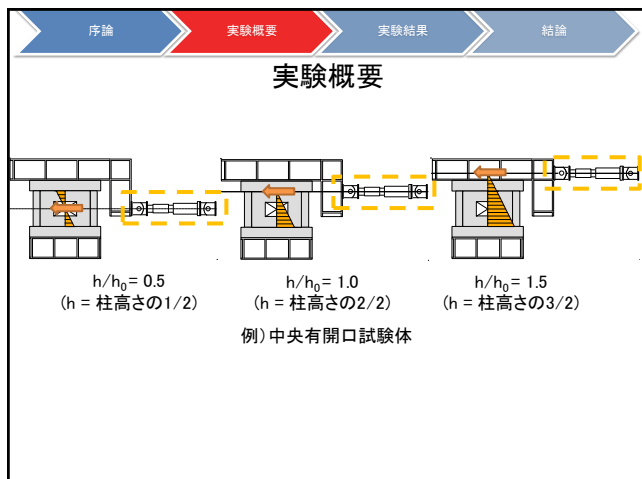 序論
実験概要
実験結果
結論
実験概要
h/h₀= 0.5
(h = 柱高さの1/2)
h/h₀= 1.0
(h = 柱高さの2/2)
h/h₀= 1.5
(h = 柱高さの3/2)
例)中央有開口試験体